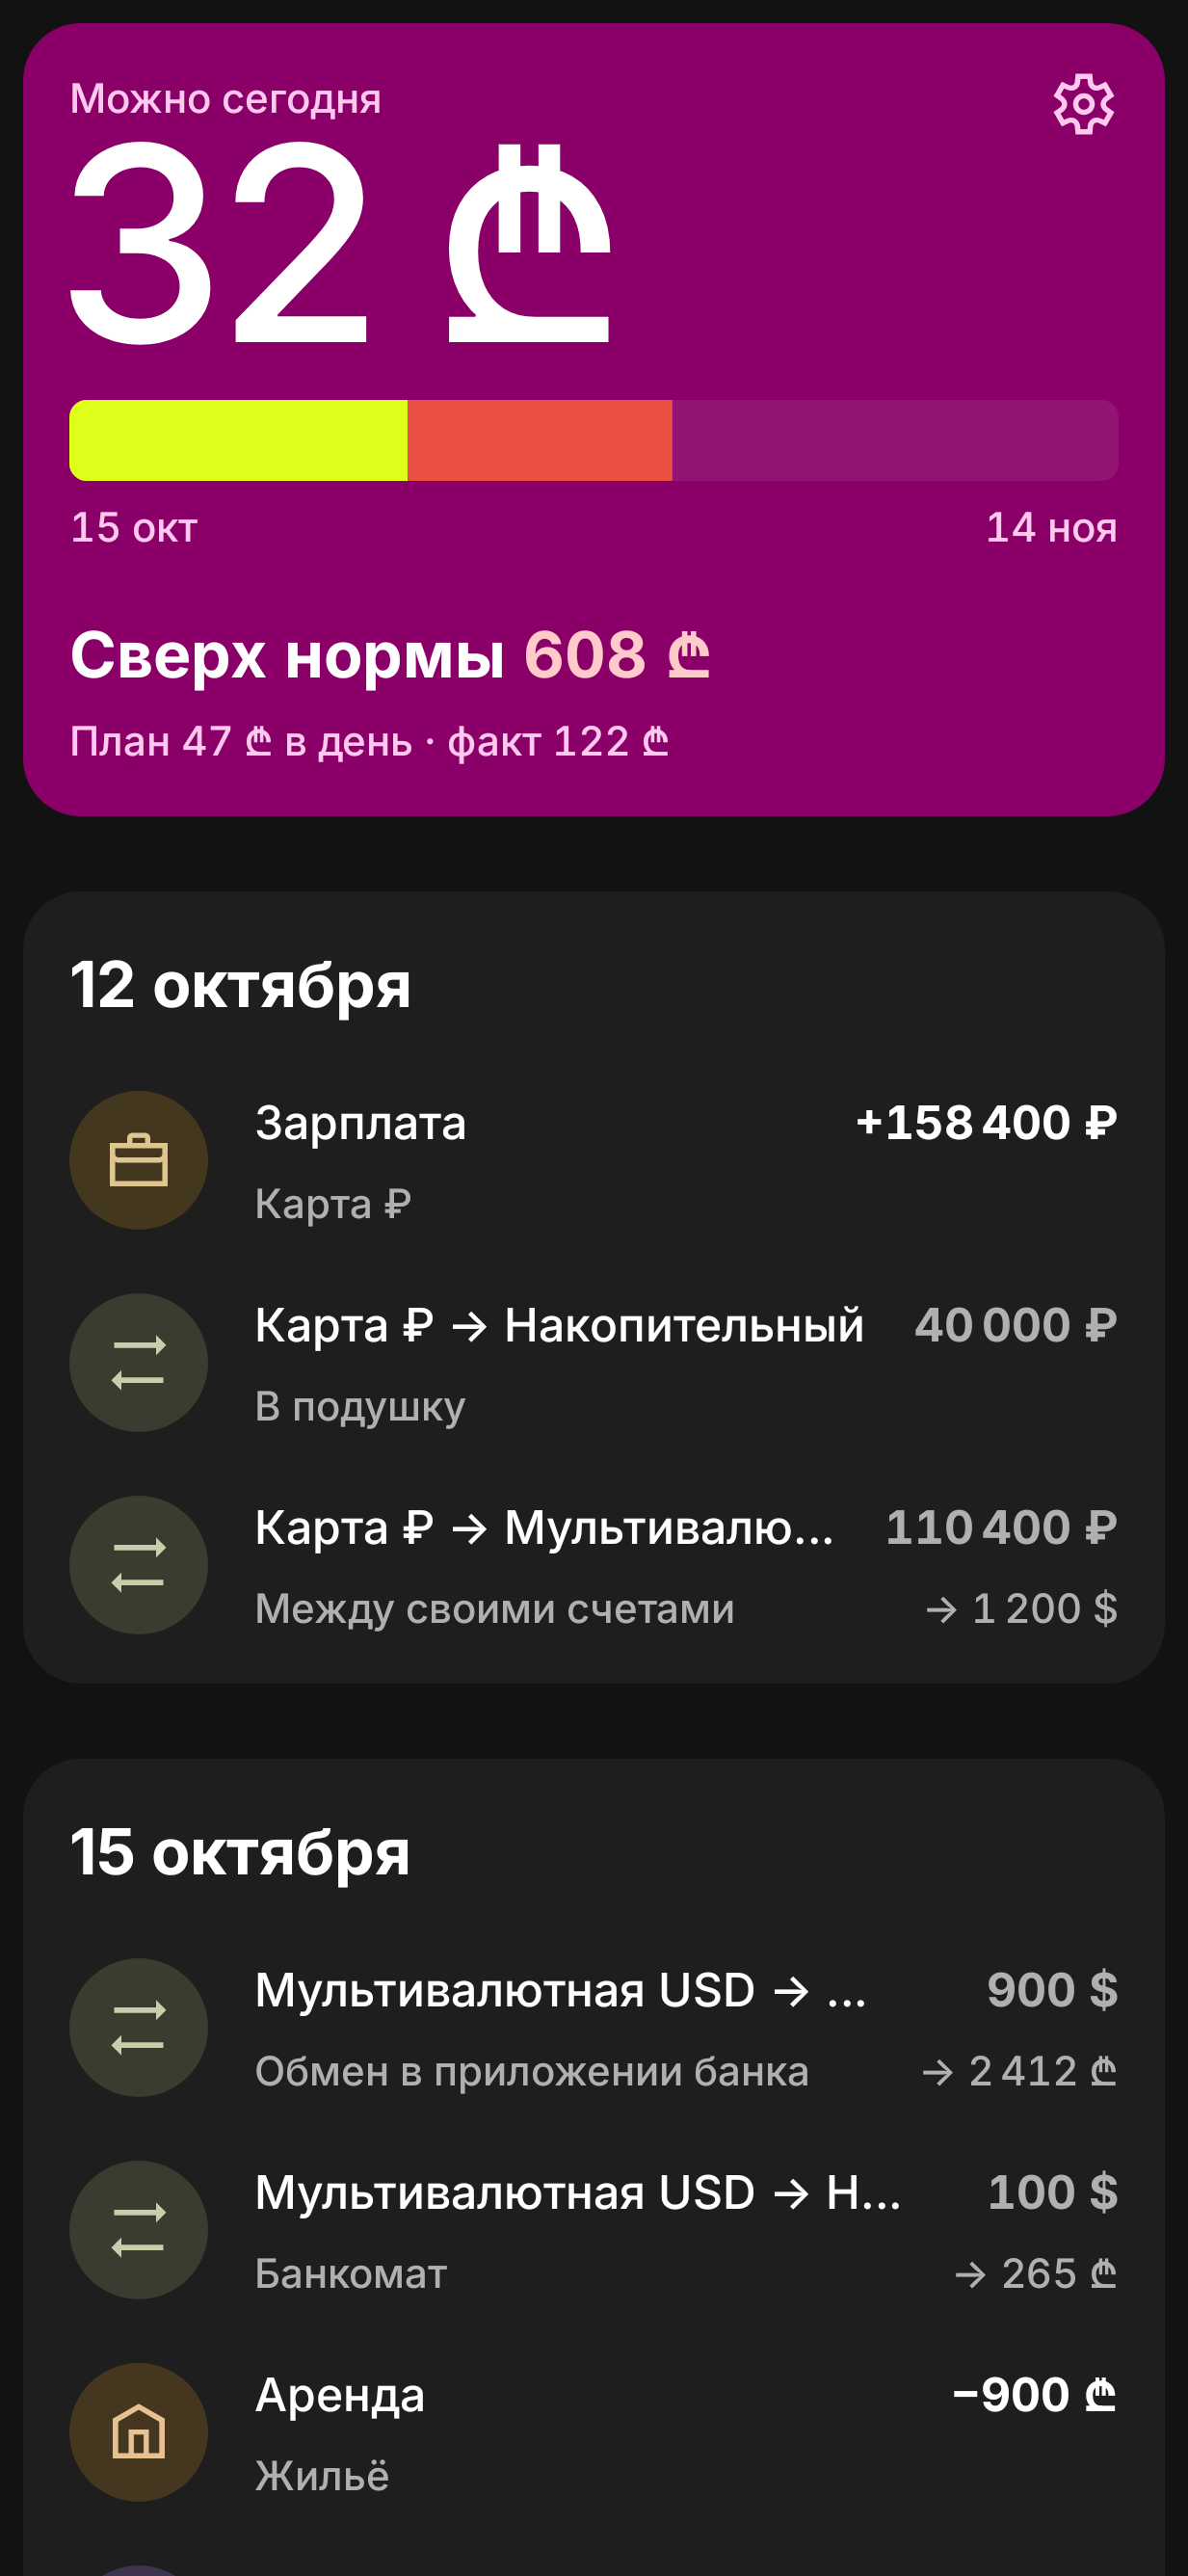 Можно сегодня
32 ₾
15 окт 14 ноя
Сверх нормы 608 ₾
План 47 ₾ в день · факт 122 ₾
12 октября
Зарплата +158 400 ₽
Карта ₽
Карта ₽ → Накопительный 40 000 ₽
В подушку
Карта ₽ → Мультивалю... 110 400 ₽
Между своими счетами → 1 200 $
15 октября
Мультивалютная USD → ... 900 $
Обмен в приложении банка → 2 412 ₾
Мультивалютная USD → Н... 100 $
Банкомат → 265 ₾
Аренда −900 ₾
Жильё